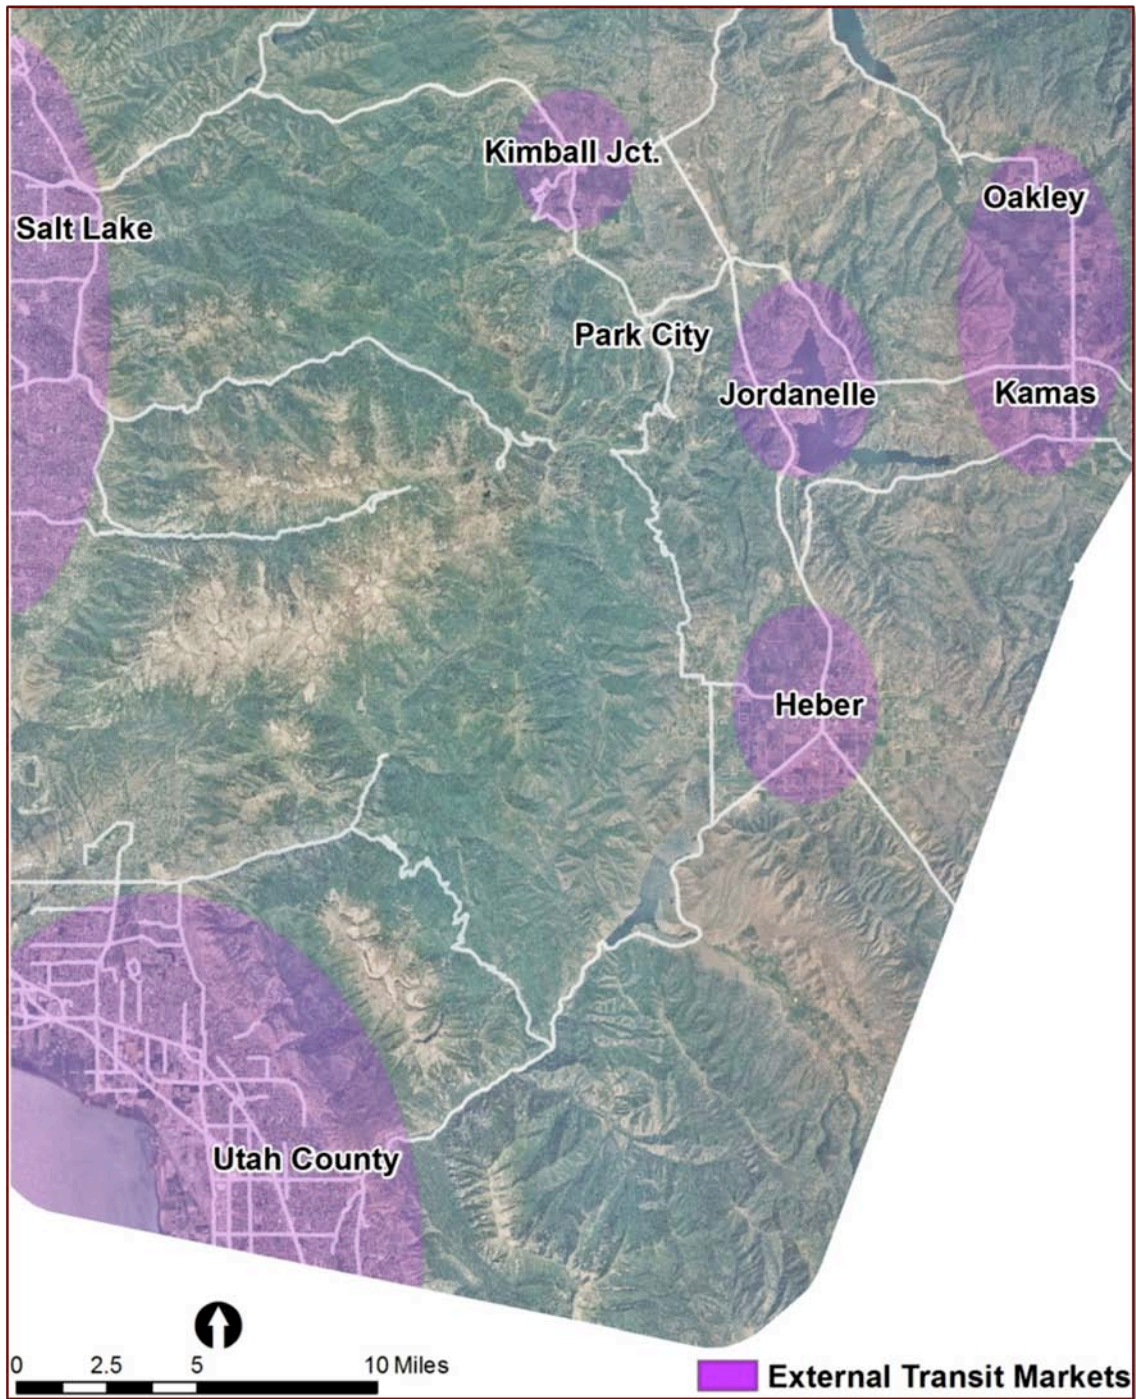 Kimball Jct.
Oakley
Salt Lake
Park City
Jordanelle
Kamas
Heber
Utah County
0 2.5 5 10 Miles
External Transit Markets